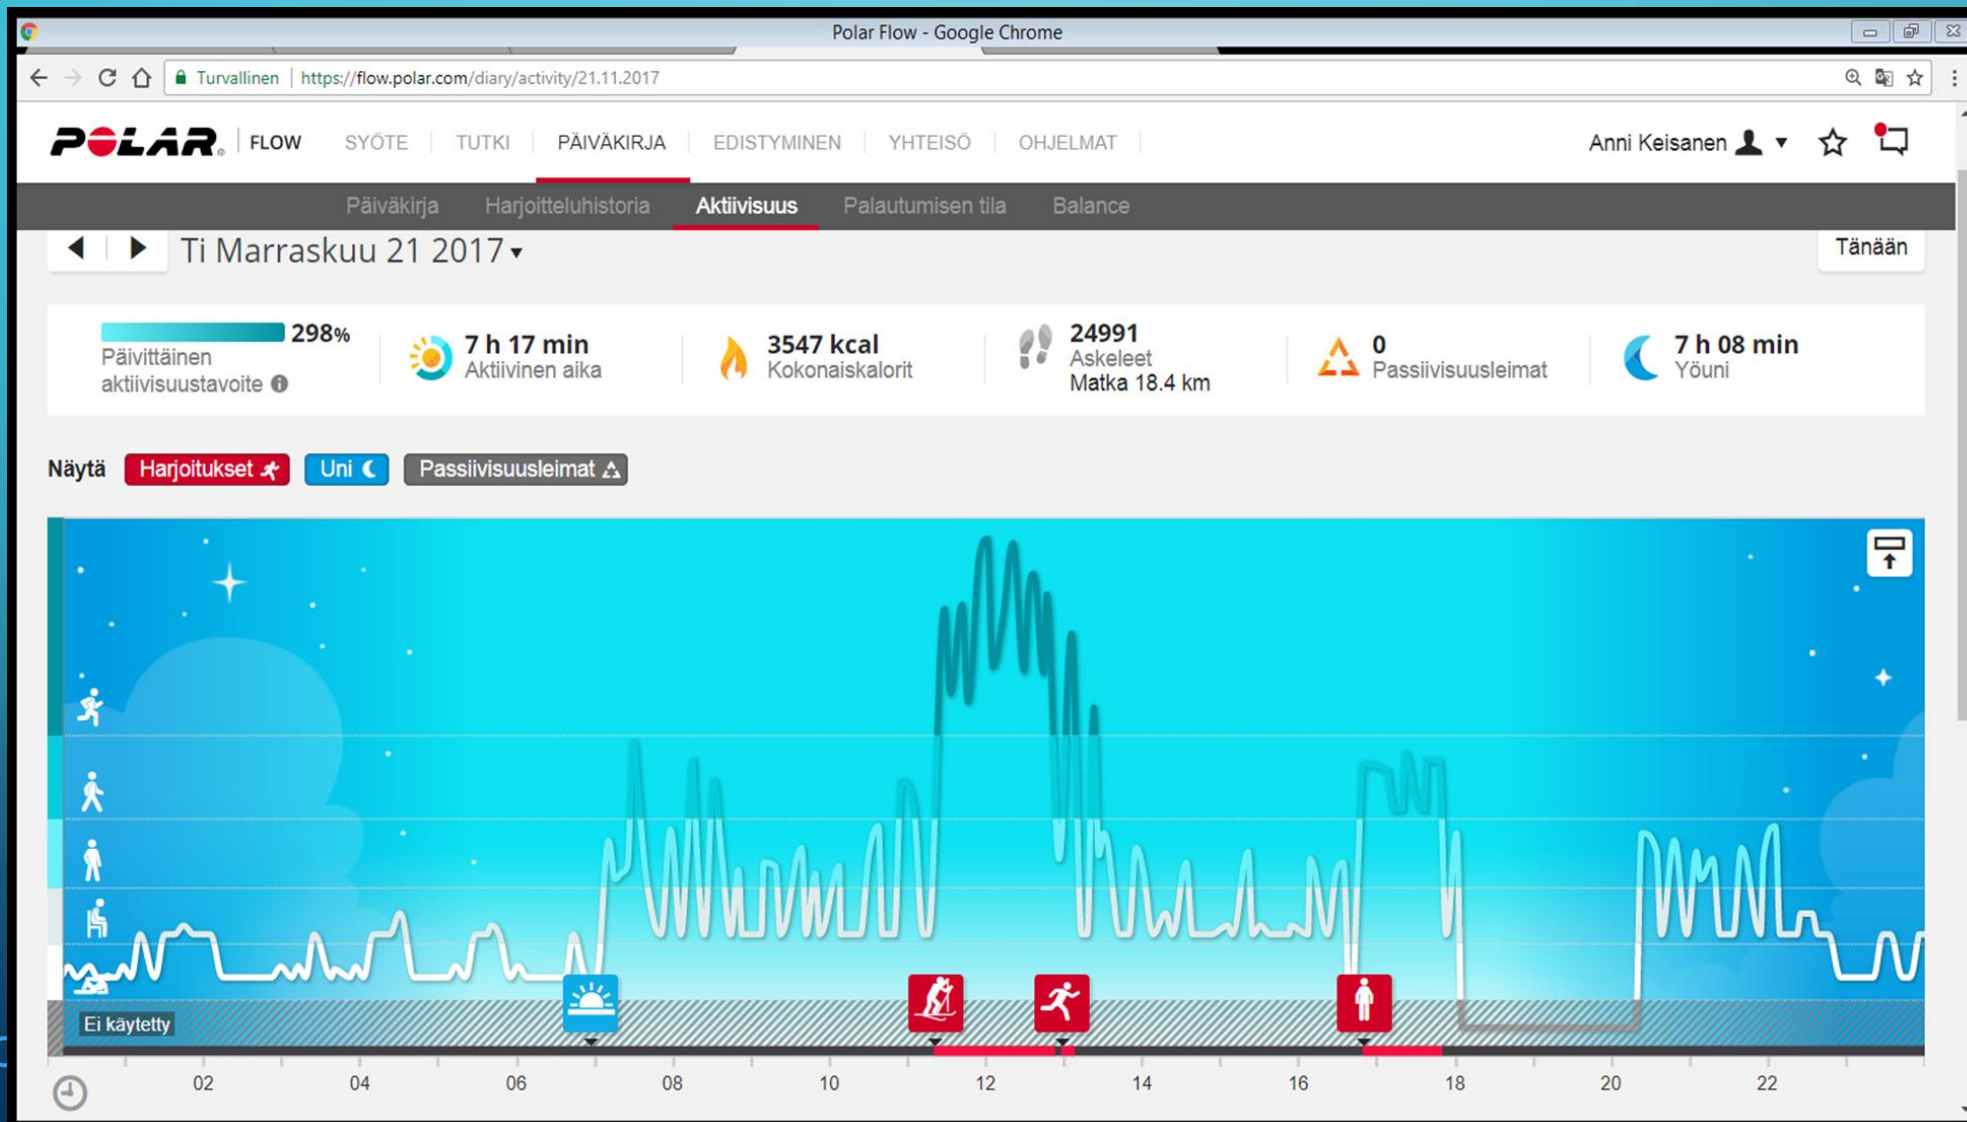 Polar Flow - Google Chrome
Turvallinen | https://flow.polar.com/diary/activity/21.11.2017
POLAR. FLOW SYÖTE TUTKI PÄIVÄKIRJA EDISTYMINEN YHTEISÖ OHJELMAT Anni Keisanen
Päiväkirja Harjoitteluhistoria Aktiivisuus Palautumisen tila Balance
Ti Marraskuu 21 2017 Tänään
298%
Päivittäinen
aktiivisuustavoite
7 h 17 min
Aktiivinen aika
3547 kcal
Kokonaiskalorit
24991
Askeleet
Matka 18.4 km
0
Passiivisuusleimat
7 h 08 min
Yöuni
Näytä Harjoitukset Uni Passiivisuusleimat
Ei käytetty
02 04 06 08 10 12 14 16 18 20 22